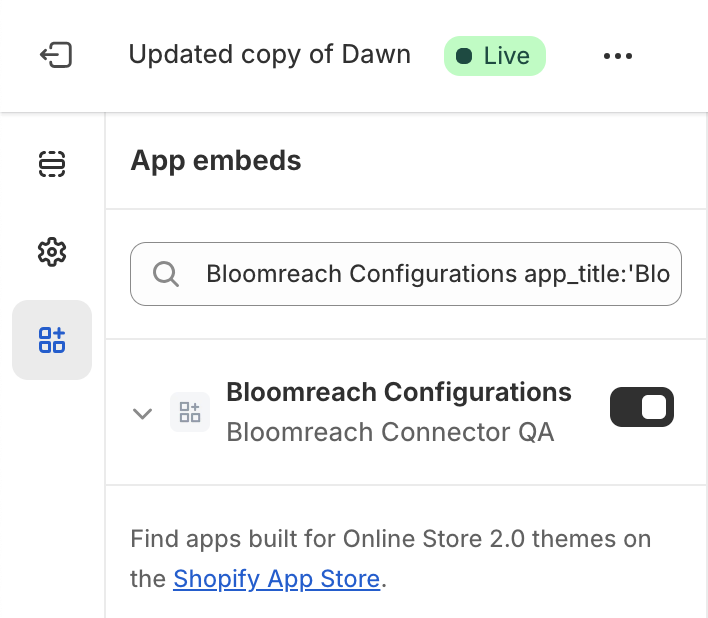 Updated copy of Dawn
Live
App embeds
Bloomreach Configurations app_title:'Blo
Bloomreach Configurations
Bloomreach Connector QA
Find apps built for Online Store 2.0 themes on
the Shopify App Store.